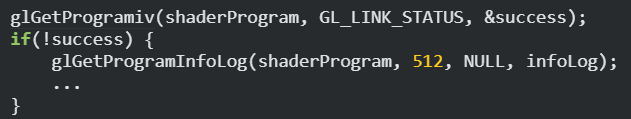 glGetProgramiv(shaderProgram, GL_LINK_STATUS, &success);
if(!success) {
    glGetProgramInfoLog(shaderProgram, 512, NULL, infoLog);
    ...
}